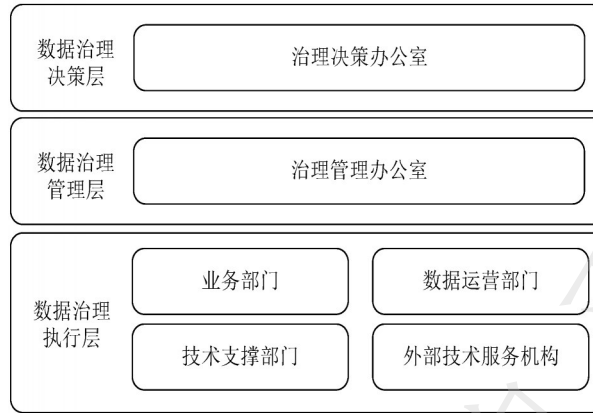 数据治理
决策层
治理决策办公室
数据治理
管理层
治理管理办公室
数据治理
执行层
业务部门
数据运营部门
技术支撑部门
外部技术服务机构